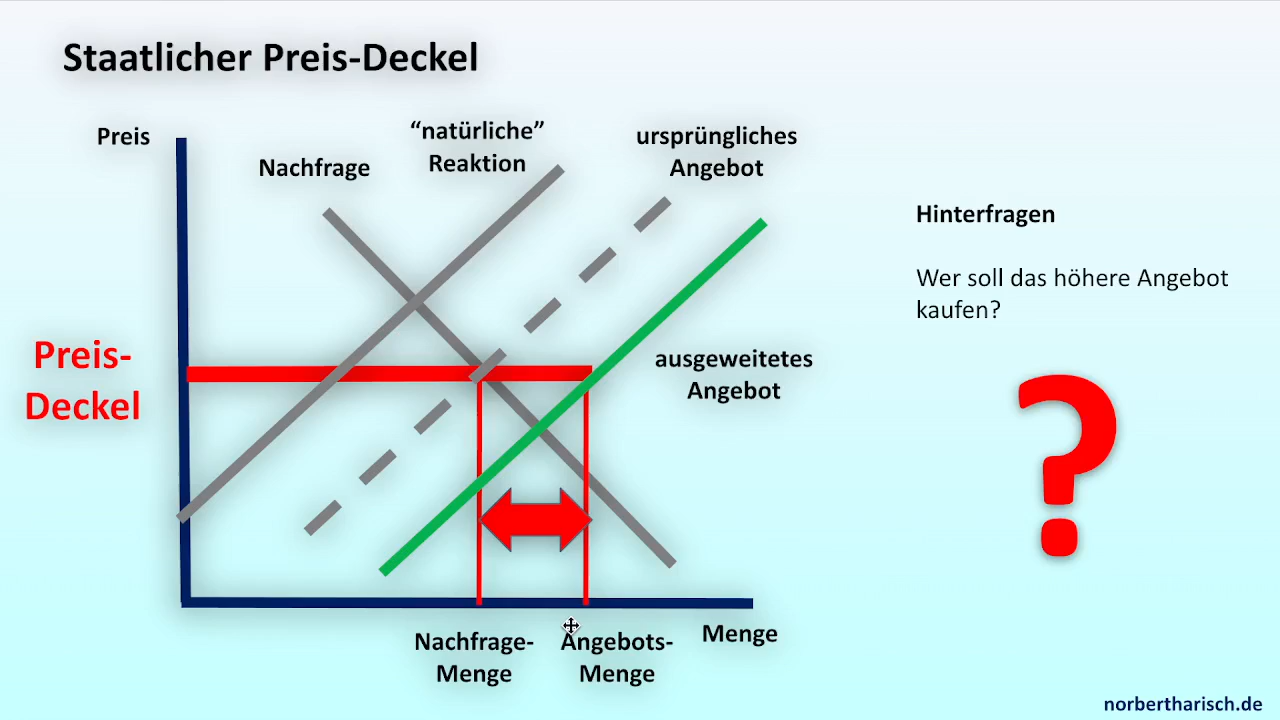 Staatlicher Preis-Deckel
Preis
Nachfrage
“natürliche”
Reaktion
ursprüngliches
Angebot
Hinterfragen
Wer soll das höhere Angebot
kaufen?
Preis-
Deckel
ausgeweitetes
Angebot
?
Nachfrage-
Menge
Angebots-
Menge
Menge
norbertharisch.de